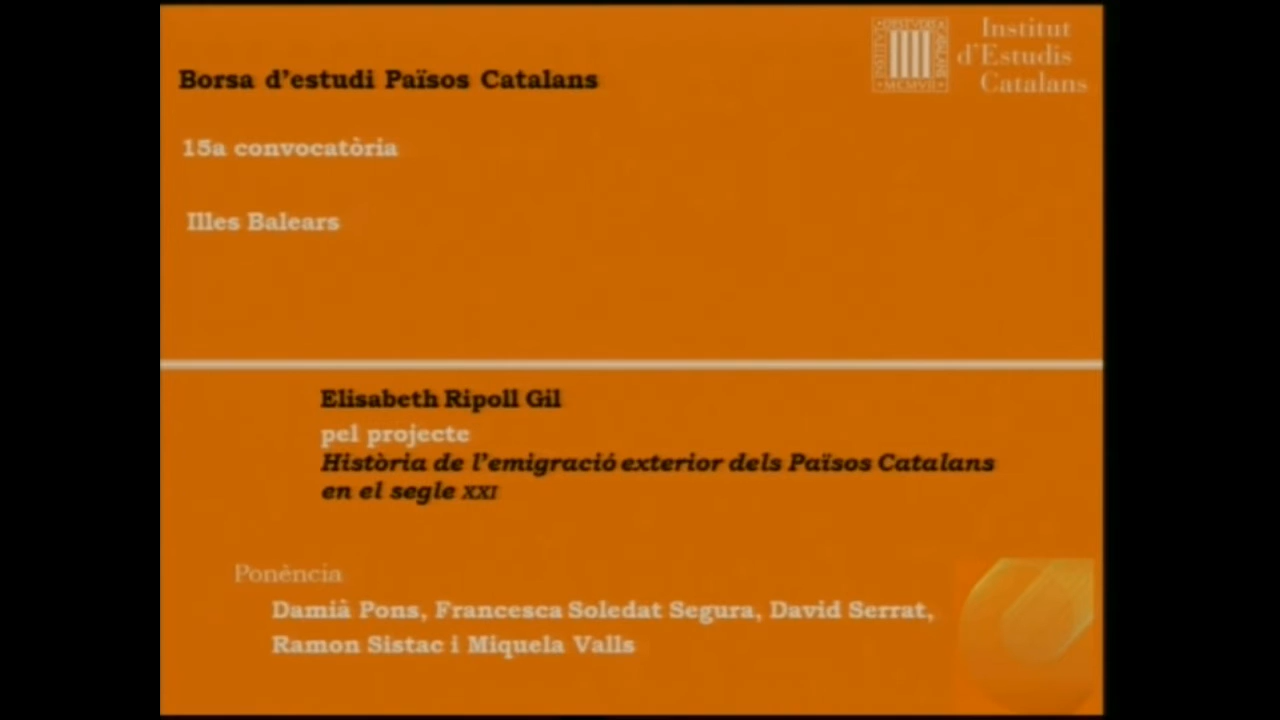 Institut
d'Estudis
Catalans
MCMVII
Borsa d'estudi Països Catalans
15a convocatòria
Illes Balears
Elisabeth Ripoll Gil
pel projecte
Història de l'emigració exterior dels Països Catalans
en el segle XXI
Ponència
Damià Pons, Francesca Soledat Segura, David Serrat,
Ramon Sistac i Miquela Valls